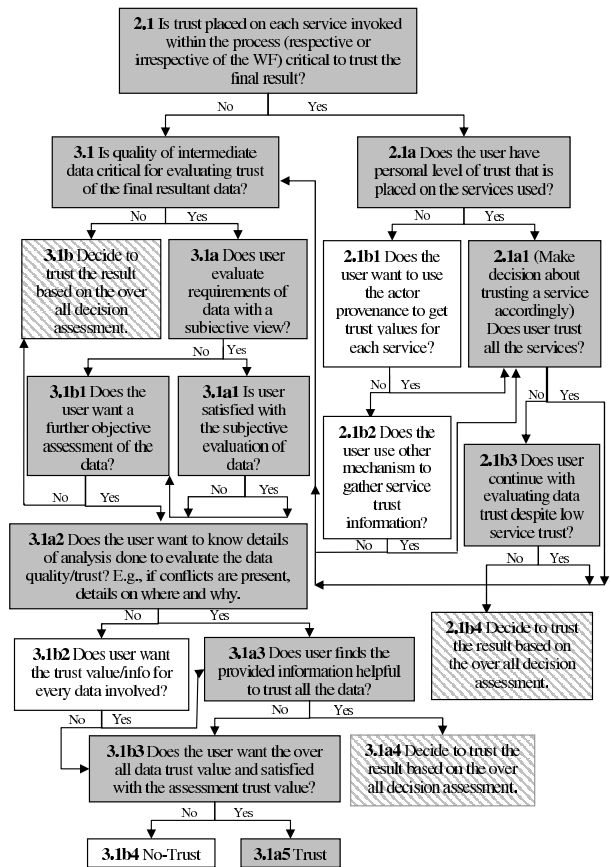 2.1 Is trust placed on each service invoked
within the process (respective or
irrespective of the WF) critical to trust the
final result?
No Yes
3.1 Is quality of intermediate
data critical for evaluating trust
of the final resultant data?
2.1a Does the user have
personal level of trust that is
placed on the services used?
No Yes
No Yes
3.1b Decide to
trust the result
based on the over
all decision
assessment.
3.1a Does user
evaluate
requirements of
data with a
subjective view?
2.1b1 Does the
user want to use
the actor
provenance to get
trust values for
each service?
2.1a1 (Make
decision about
trusting a service
accordingly)
Does user trust
all the services?
No Yes
No Yes
No Yes
3.1b1 Does the
user want a
further objective
assessment of the
data?
3.1a1 Is user
satisfied with
the subjective
evaluation of
data?
2.1b2 Does the
user use other
mechanism to
gather service
trust
information?
2.1b3 Does user
continue with
evaluating data
trust despite low
service trust?
No Yes
No Yes
No Yes
No Yes
3.1a2 Does the user want to know details
of analysis done to evaluate the data
quality/trust? E.g., if conflicts are present,
details on where and why.
2.1b4 Decide to trust
the result based on
the over all decision
assessment.
No Yes
3.1b2 Does user want
the trust value/info for
every data involved?
3.1a3 Does user finds the
provided information helpful
to trust all the data?
No Yes
No Yes
3.1b3 Does the user want the over
all data trust value and satisfied
with the assessment trust value?
3.1a4 Decide to trust the
result based on the over
all decision assessment.
No Yes
3.1b4 No-Trust
3.1a5 Trust